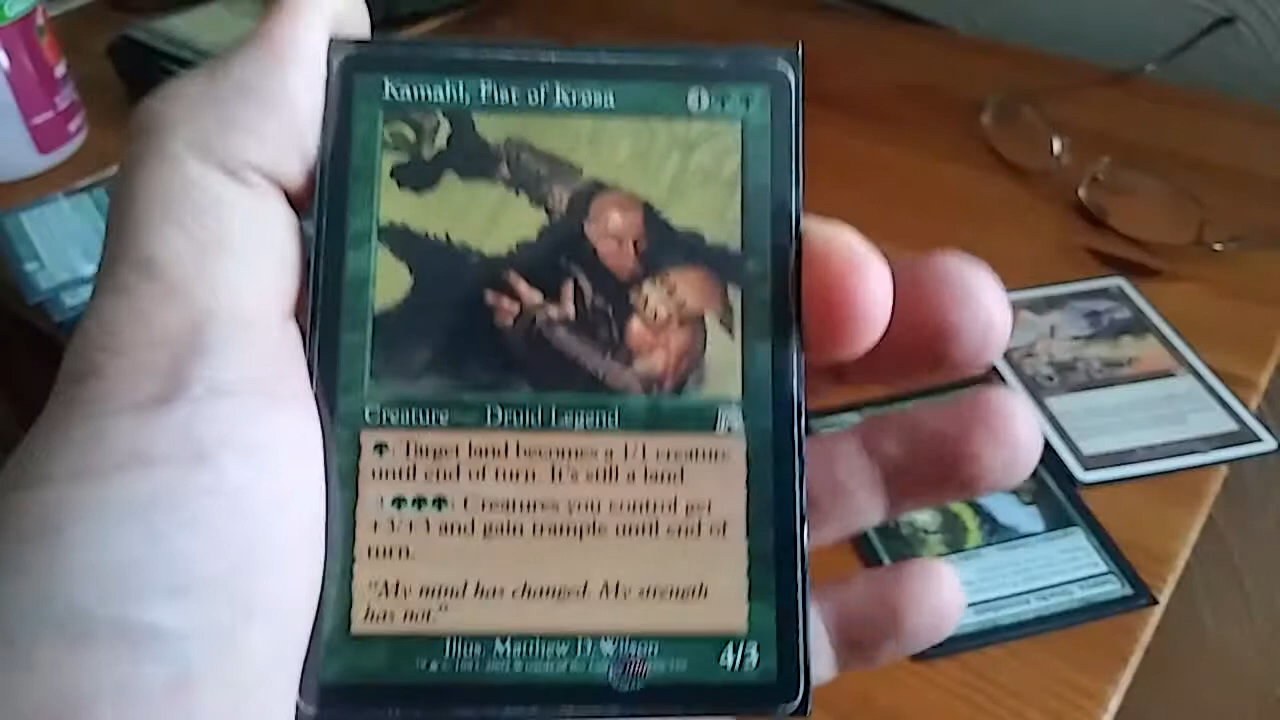 Kamahl, Fist of Krosa 4
Creature — Druid Legend
: Target land becomes a 1/1 creature
until end of turn. It's still a land.
: Creatures you control get
+3/+3 and gain trample until end of
turn.
"My mind has changed. My strength
has not."
Illus. Matthew D. Wilson
4/3